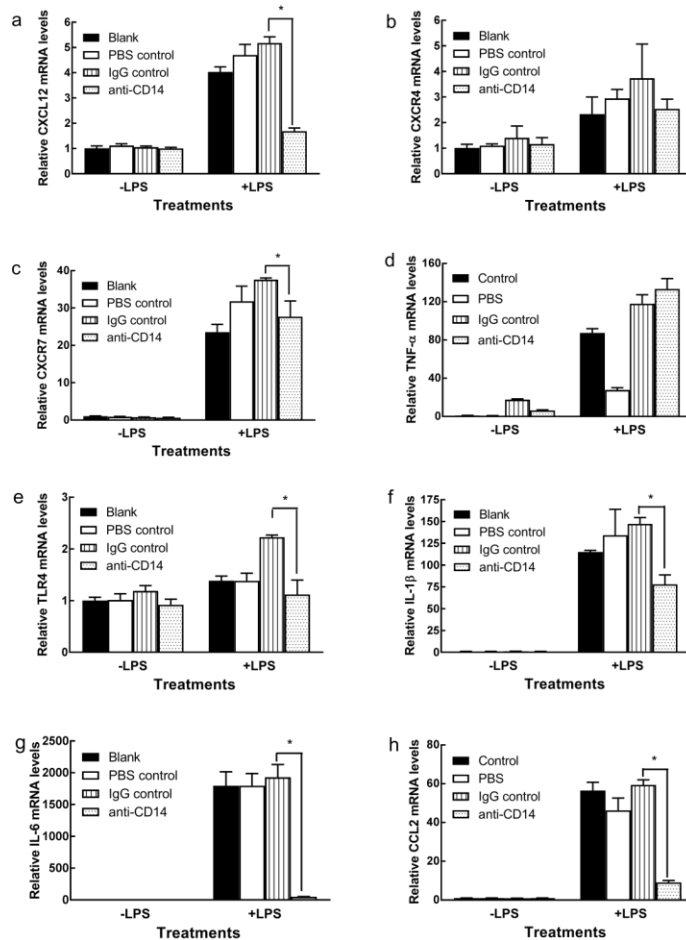 a
Relative CXCL12 mRNA levels
6
5
4
3
2
1
0
Blank
PBS control
IgG control
anti-CD14
*
-LPS +LPS
Treatments
b
Relative CXCR4 mRNA levels
6
5
4
3
2
1
0
Blank
PBS control
IgG control
anti-CD14
-LPS +LPS
Treatments
c
Relative CXCR7 mRNA levels
40
30
20
10
0
Blank
PBS control
IgG control
anti-CD14
*
-LPS +LPS
Treatments
d
Relative TNF-α mRNA levels
160
120
80
40
0
Control
PBS
IgG control
anti-CD14
-LPS +LPS
Treatments
e
Relative TLR4 mRNA levels
3
2
1
0
Blank
PBS control
IgG control
anti-CD14
*
-LPS +LPS
Treatments
f
Relative IL-1β mRNA levels
175
150
125
100
75
50
25
0
Blank
PBS control
IgG control
anti-CD14
*
-LPS +LPS
Treatments
g
Relative IL-6 mRNA levels
2500
2000
1500
1000
500
0
Blank
PBS control
IgG control
anti-CD14
*
-LPS +LPS
Treatments
h
Relative CCL2 mRNA levels
80
60
40
20
0
Control
PBS
IgG control
anti-CD14
*
-LPS +LPS
Treatments